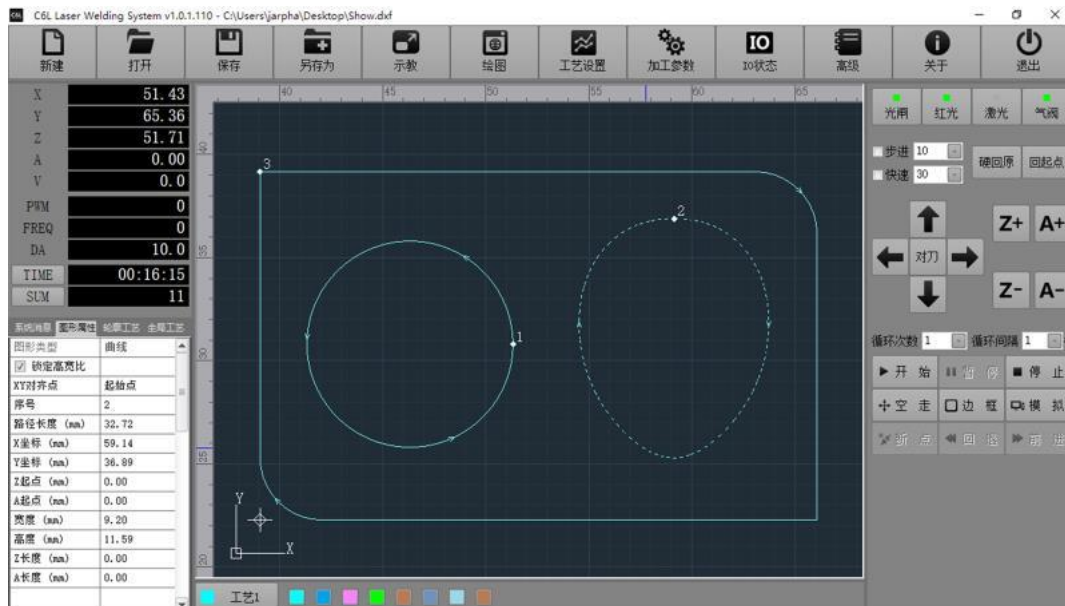 C6L Laser Welding System v1.0.1.110 - C:\Users\jarpha\Desktop\Show.dxf
新建 打开 保存 另存为 示教 绘图 工艺设置 加工参数 IO状态 高级 关于 退出
IO
X 51.43
Y 65.36
Z 51.71
A 0.00
V 0.0
PWM 0
FREQ 0
DA 10.0
TIME 00:16:15
SUM 11
系统消息 图形属性 轮廓工艺 全局工艺
图形类型 曲线
锁定高宽比
XY对齐点 起始点
序号 2
路径长度 (mm) 32.72
X坐标 (mm) 59.14
Y坐标 (mm) 36.89
Z起点 (mm) 0.00
A起点 (mm) 0.00
宽度 (mm) 9.20
高度 (mm) 11.59
Z长度 (mm) 0.00
A长度 (mm) 0.00
40 45 50 55 60 65
40
35
30
25
20
3
2
1
Y
X
工艺1
光闸 红光 激光 气阀
步进 10
快速 30
硬回原 回起点
对刀
Z+ A+
Z- A-
循环次数 1 循环间隔 1
开 始 暂 停 停 止
空 走 边 框 模 拟
断 点 回 退 前 进